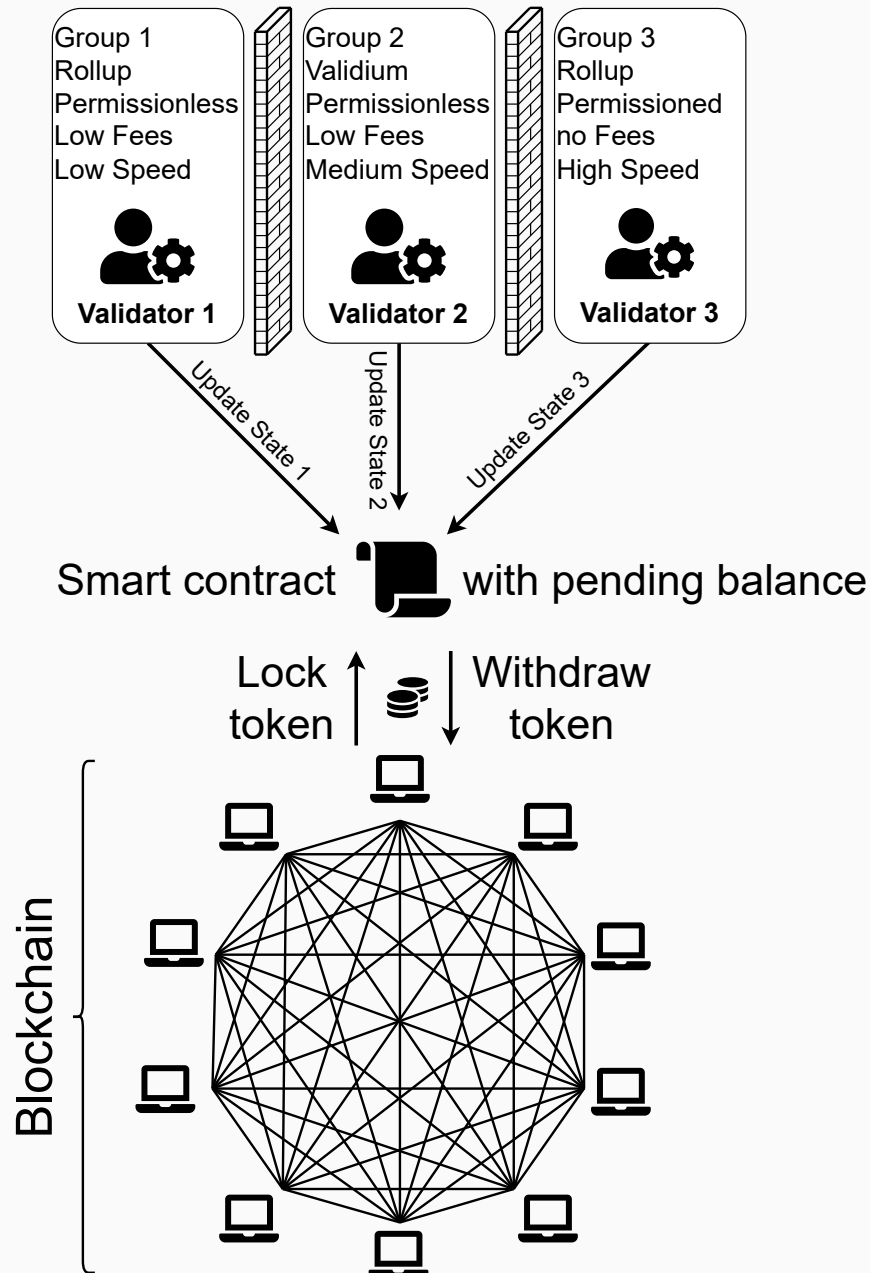 Group 1
Rollup
Permissionless
Low Fees
Low Speed
Validator 1
Group 2
Validium
Permissionless
Low Fees
Medium Speed
Validator 2
Group 3
Rollup
Permissioned
no Fees
High Speed
Validator 3
Update State 1
Update State 2
Update State 3
Smart contract
with pending balance
Lock
token
Withdraw
token
Blockchain